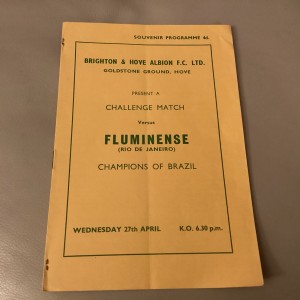 SOUVENIR PROGRAMME 4d.
BRIGHTON & HOVE ALBION F.C. LTD.
GOLDSTONE GROUND, HOVE
PRESENT A
CHALLENGE MATCH
Versus
FLUMINENSE
(RIO DE JANEIRO)
CHAMPIONS OF BRAZIL
WEDNESDAY 27th APRIL K.O. 6.30 p.m.